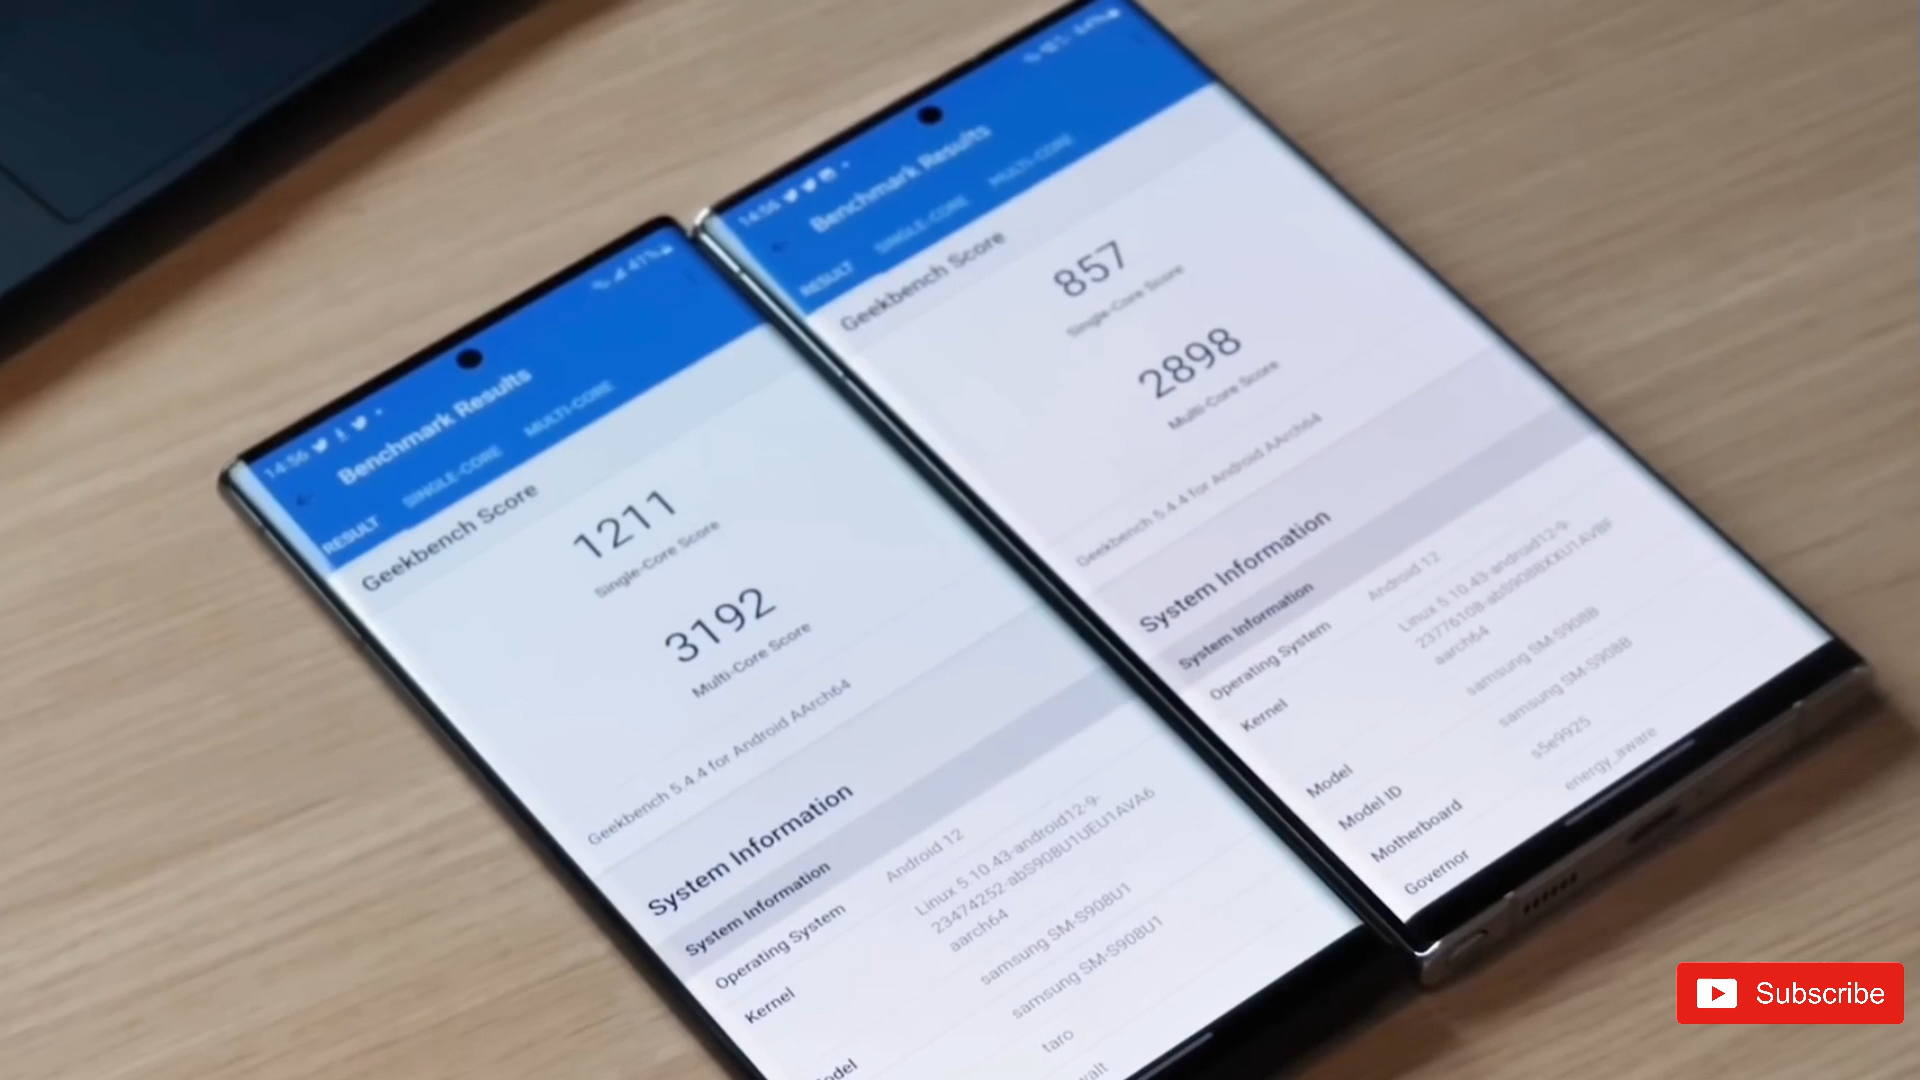 14:56
41%
Benchmark Results
RESULT
SINGLE-CORE
MULTI-CORE
Geekbench Score
1211
Single-Core Score
3192
Multi-Core Score
Geekbench 5.4.4 for Android AArch64
System Information
System Information
Operating System
Android 12
Kernel
Linux 5.10.43-android12-9-
23474252-abS908U1UEU1AVA6
aarch64
samsung SM-S908U1
samsung SM-S908U1
taro
14:56
Benchmark Results
RESULT
SINGLE-CORE
MULTI-CORE
Geekbench Score
857
Single-Core Score
2898
Multi-Core Score
Geekbench 5.4.4 for Android AArch64
System Information
System Information
Operating System
Android 12
Kernel
Linux 5.10.43-android12-9-
23776108-abS908BXXU1AVBF
aarch64
Model
samsung SM-S908B
Model ID
samsung SM-S908B
Motherboard
s5e9925
Governor
energy_aware
Subscribe